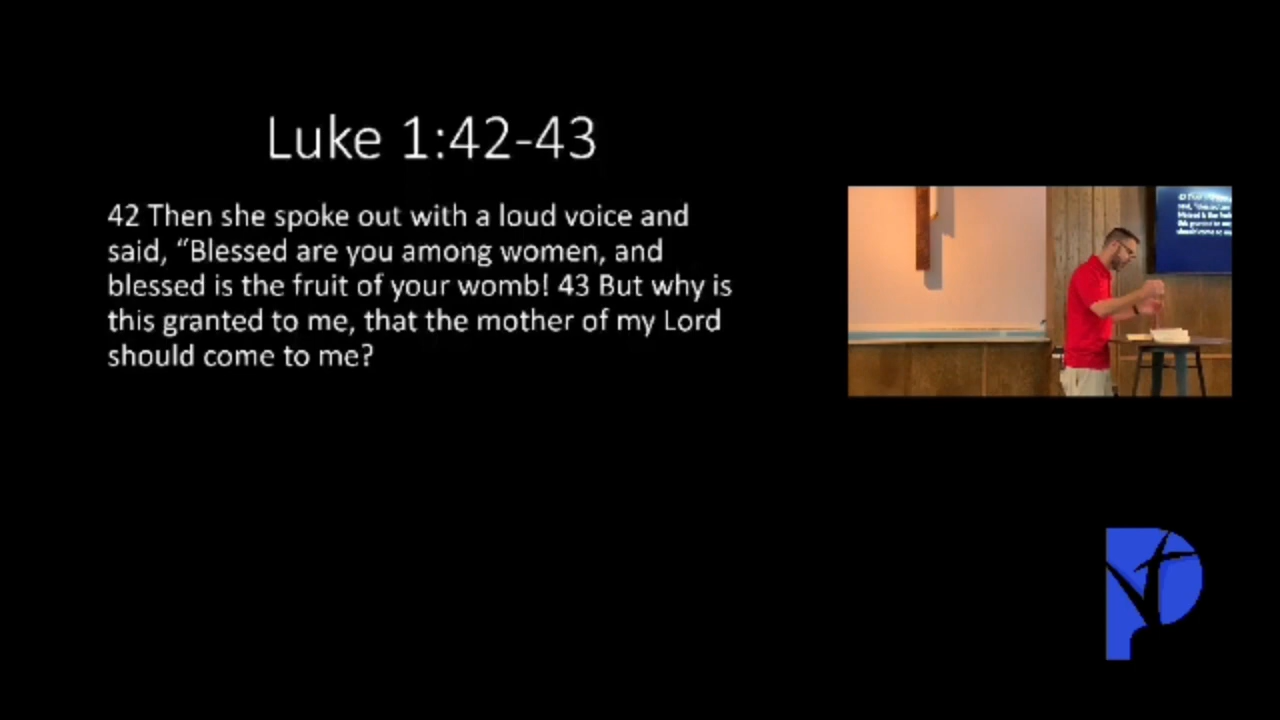 Luke 1:42-43
42 Then she spoke out with a loud voice and
said, “Blessed are you among women, and
blessed is the fruit of your womb! 43 But why is
this granted to me, that the mother of my Lord
should come to me?